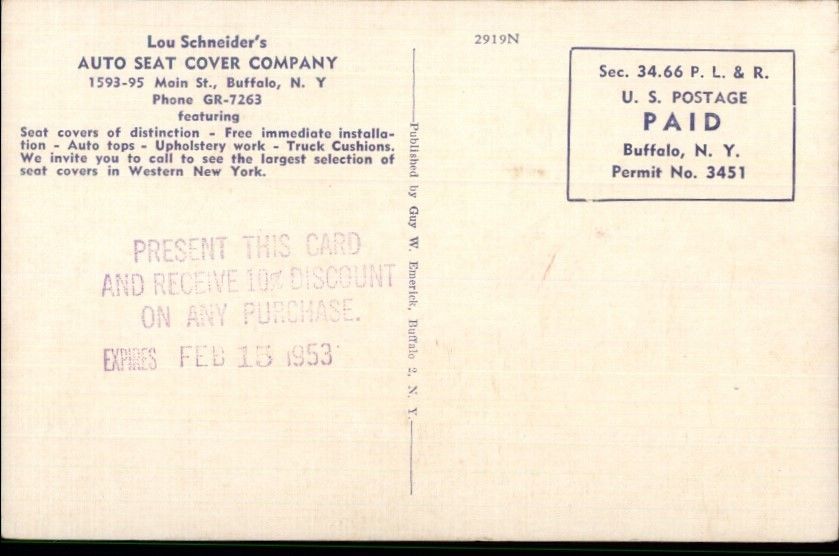 Lou Schneider's
AUTO SEAT COVER COMPANY
1593-95 Main St., Buffalo, N. Y
Phone GR-7263
featuring
Seat covers of distinction - Free immediate installa-
tion - Auto tops - Upholstery work - Truck Cushions.
We invite you to call to see the largest selection of
seat covers in Western New York.
PRESENT THIS CARD
AND RECEIVE 10% DISCOUNT
ON ANY PURCHASE.
EXPIRES FEB 15 1953
Published by Guy W. Emerick, Buffalo 2, N. Y.
2919N
Sec. 34.66 P. L. & R.
U. S. POSTAGE
PAID
Buffalo, N. Y.
Permit No. 3451